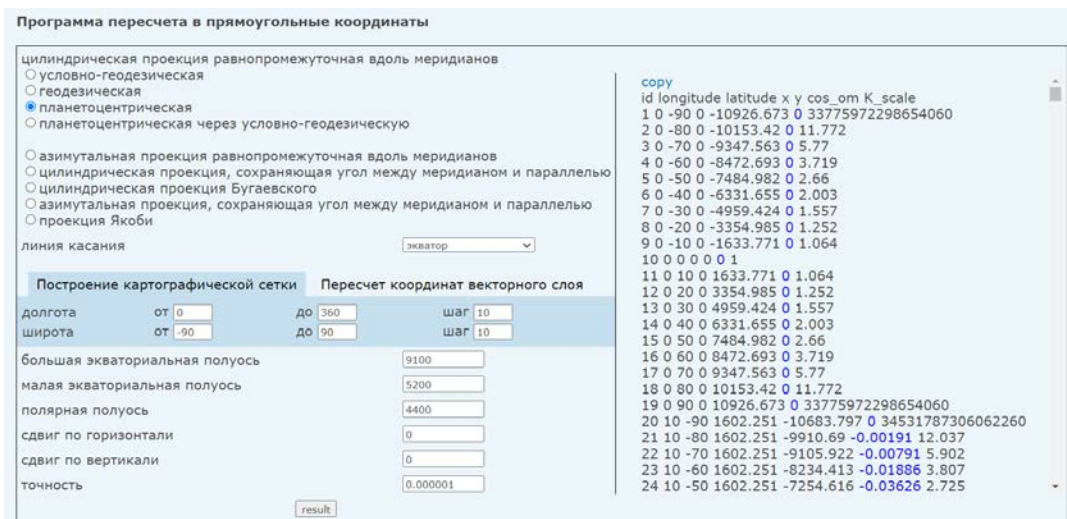 Программа пересчета в прямоугольные координаты
цилиндрическая проекция равнопромежуточная вдоль меридианов
условно-геодезическая
геодезическая
планетоцентрическая
планетоцентрическая через условно-геодезическую
азимутальная проекция равнопромежуточная вдоль меридианов
цилиндрическая проекция, сохраняющая угол между меридианом и параллелью
цилиндрическая проекция Бугаевского
азимутальная проекция, сохраняющая угол между меридианом и параллелью
проекция Якоби
линия касания экватор
Построение картографической сетки Пересчет координат векторного слоя
долгота от 0 до 360 шаг 10
широта от -90 до 90 шаг 10
большая экваториальная полуось 9100
малая экваториальная полуось 5200
полярная полуось 4400
сдвиг по горизонтали 0
сдвиг по вертикали 0
точность 0.000001
result
copy
id longitude latitude x y cos_om K_scale
1 0 -90 0 -10926.673 0 33775972298654060
2 0 -80 0 -10153.42 0 11.772
3 0 -70 0 -9347.563 0 5.77
4 0 -60 0 -8472.693 0 3.719
5 0 -50 0 -7484.982 0 2.66
6 0 -40 0 -6331.655 0 2.003
7 0 -30 0 -4959.424 0 1.557
8 0 -20 0 -3354.985 0 1.252
9 0 -10 0 -1633.771 0 1.064
10 0 0 0 0 0 1
11 0 10 0 1633.771 0 1.064
12 0 20 0 3354.985 0 1.252
13 0 30 0 4959.424 0 1.557
14 0 40 0 6331.655 0 2.003
15 0 50 0 7484.982 0 2.66
16 0 60 0 8472.693 0 3.719
17 0 70 0 9347.563 0 5.77
18 0 80 0 10153.42 0 11.772
19 0 90 0 10926.673 0 33775972298654060
20 10 -90 1602.251 -10683.797 0 34531787306062260
21 10 -80 1602.251 -9910.69 -0.00191 12.037
22 10 -70 1602.251 -9105.922 -0.00791 5.902
23 10 -60 1602.251 -8234.413 -0.01886 3.807
24 10 -50 1602.251 -7254.616 -0.03626 2.725